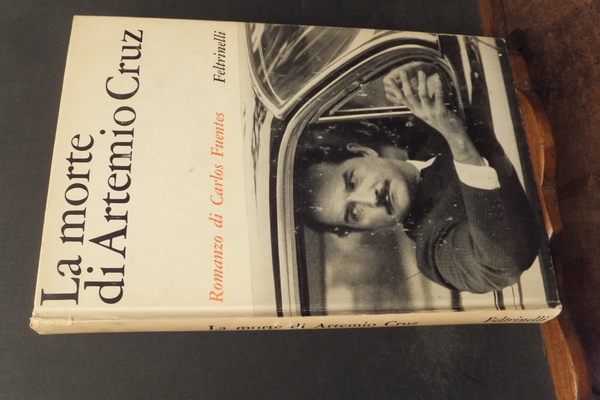 La morte
di Artemio Cruz
Romanzo di Carlos Fuentes
Feltrinelli
La morte di Artemio Cruz
Feltrinelli